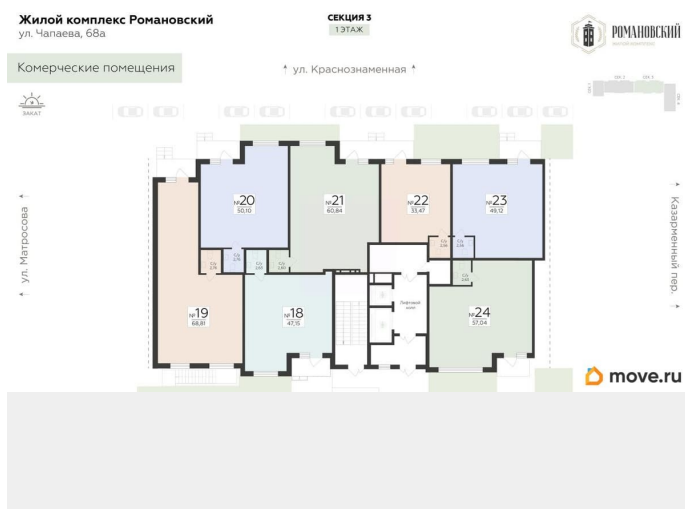 Жилой комплекс Романовский
ул. Чапаева, 68а
СЕКЦИЯ 3
1 ЭТАЖ
РОМАНОВСКИЙ
Комерческие помещения
ул. Краснознаменная
ЗАКАТ
ул. Матросова
Казарменный пер.
№20
50,10
№21
60,84
№22
33,47
№23
49,12
№19
68,81
№18
47,15
№24
57,04
Лифтовой
холл
move.ru